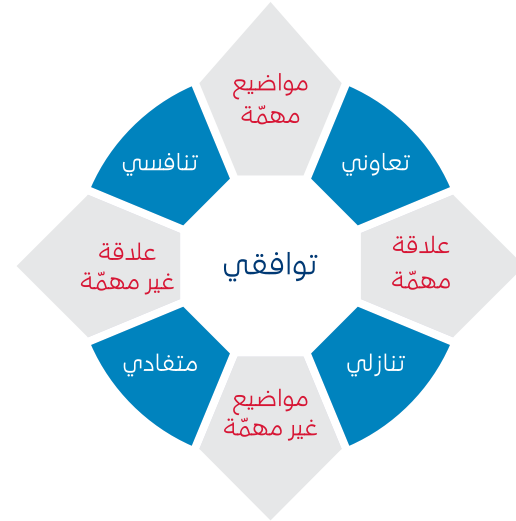 مواضيع
مهمّة
تعاوني
تنافسي
علاقة
مهمّة
توافقي
علاقة
غير مهمّة
تنازلي
متفادي
مواضيع
غير مهمّة